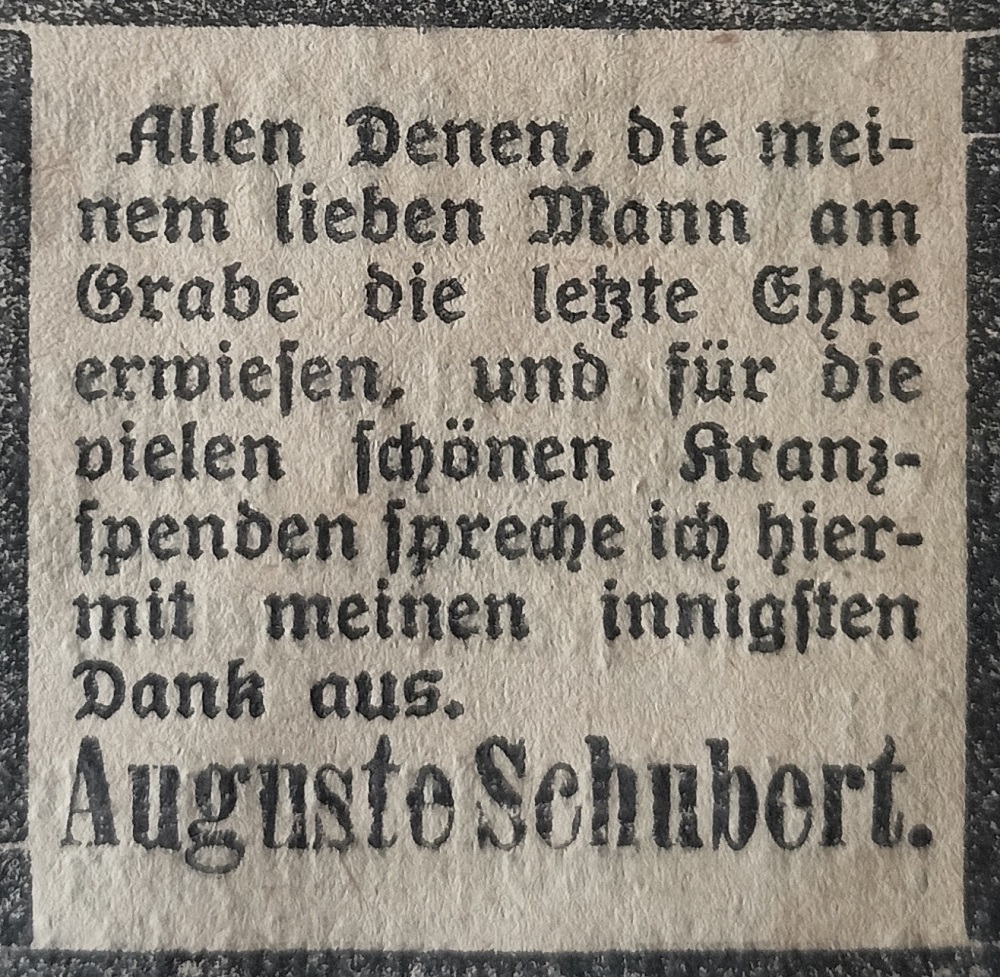 Allen Denen, die mei-
nem lieben Mann am
Grabe die letzte Ehre
erwieſen, und für die
vielen ſchönen Kranz-
ſpenden ſpreche ich hier-
mit meinen innigſten
Dank aus.
Auguste Schubert.